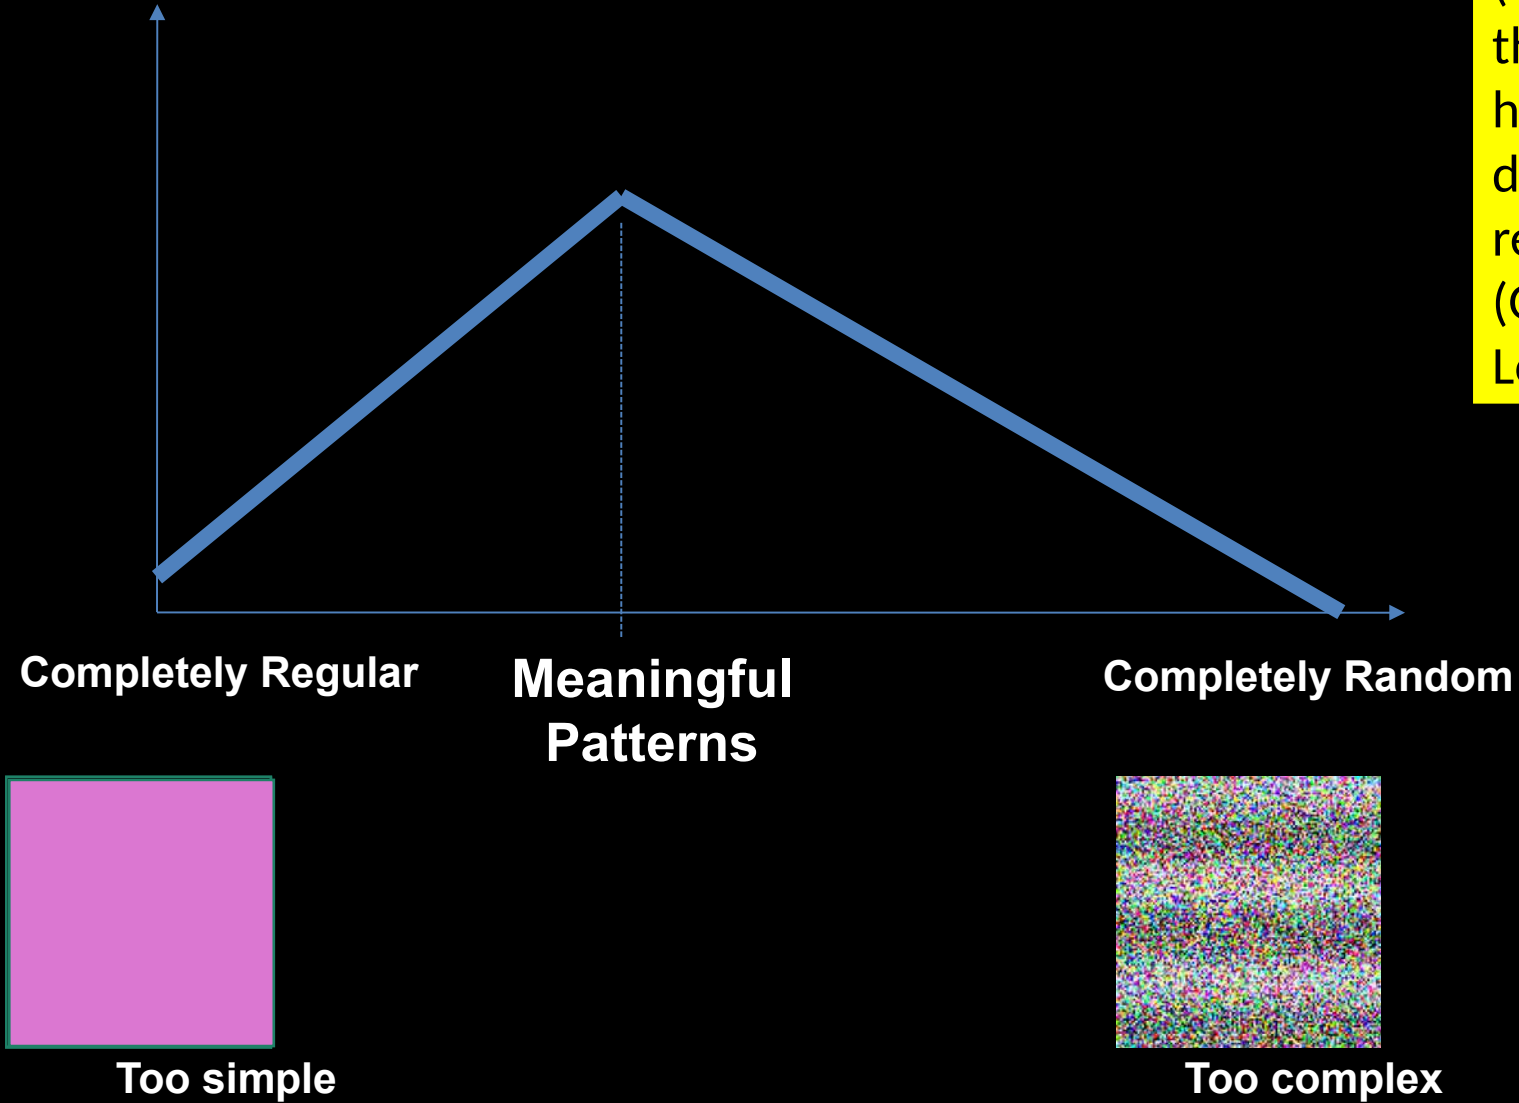 Completely Regular
Meaningful
Patterns
Completely Random
Too simple
Too complex